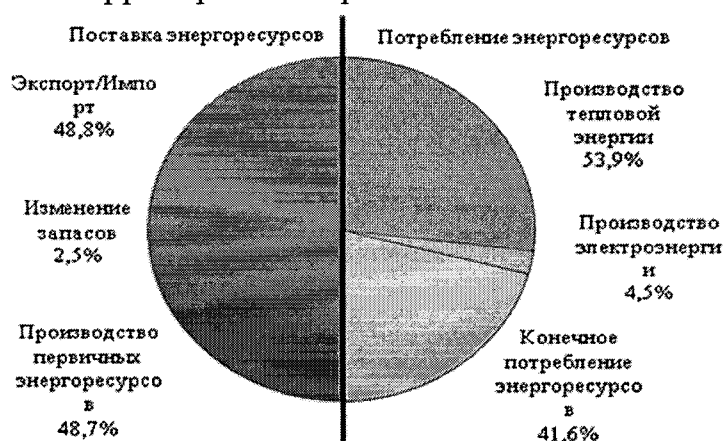 Поставка энергоресурсов
Потребление энергоресурсов
Экспорт/Импо
рт
48,8%
Изменение
запасов
2,5%
Производство
первичных
энергоресурсо
в
48,7%
Производство
тепловой
энергии
53,9%
Производство
электроэнерги
и
4,5%
Конечное
потребление
энергоресурсо
в
41,6%